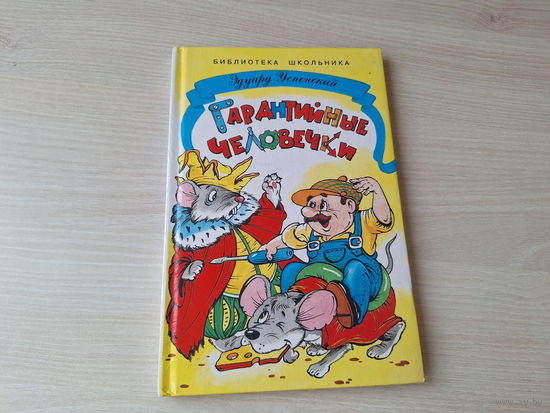 БИБЛИОТЕКА ШКОЛЬНИКА
Эдуард Успенский
ГАРАНТИЙНЫЕ
ЧЕЛОВЕЧКИ